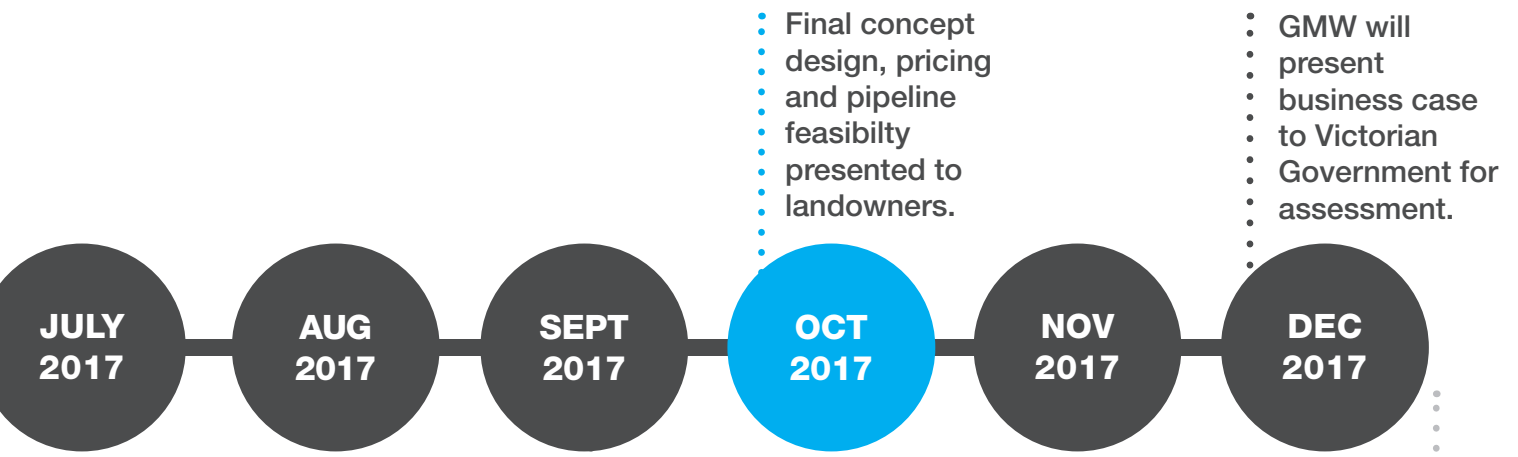 Final concept
design, pricing
and pipeline
feasibilty
presented to
landowners.
GMW will
present
business case
to Victorian
Government for
assessment.
JULY
2017
AUG
2017
SEPT
2017
OCT
2017
NOV
2017
DEC
2017